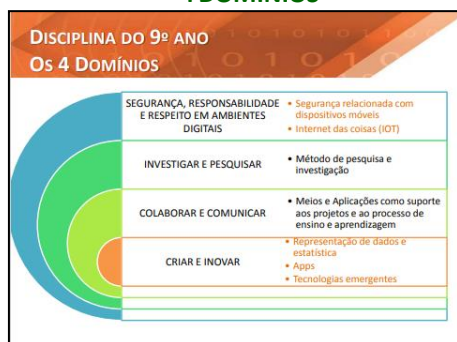 DISCIPLINA DO 9º ANO
OS 4 DOMÍNIOS
SEGURANÇA, RESPONSABILIDADE
E RESPEITO EM AMBIENTES
DIGITAIS
• Segurança relacionada com
dispositivos móveis
• Internet das coisas (IOT)
INVESTIGAR E PESQUISAR
• Método de pesquisa e
investigação
COLABORAR E COMUNICAR
• Meios e Aplicações como suporte
aos projetos e ao processo de
ensino e aprendizagem
CRIAR E INOVAR
• Representação de dados e
estatística
• Apps
• Tecnologias emergentes